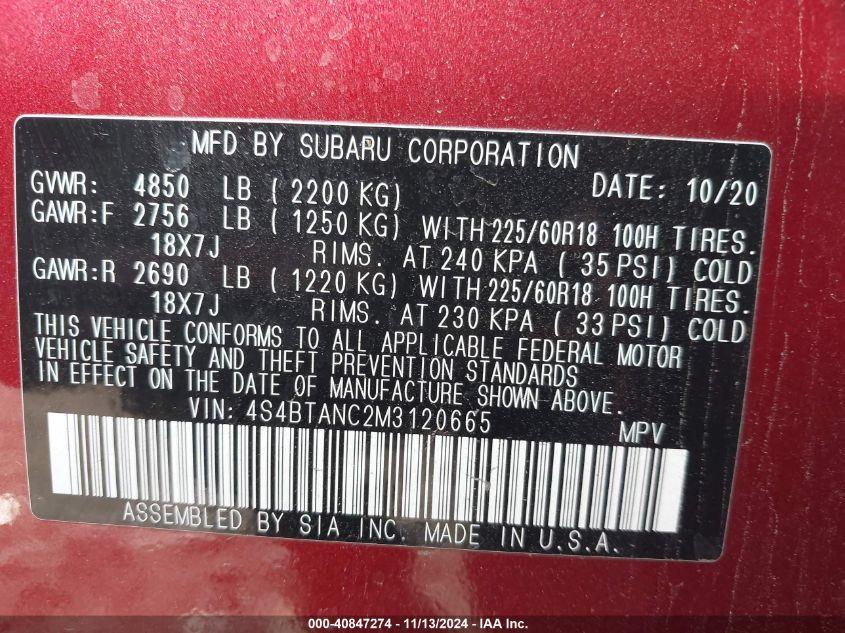 MFD BY SUBARU CORPORATION
GVWR: 4850 LB ( 2200 KG) DATE: 10/20
GAWR:F 2756 LB ( 1250 KG) WITH 225/60R18 100H TIRES.
18X7J RIMS. AT 240 KPA ( 35 PSI) COLD
GAWR:R 2690 LB ( 1220 KG) WITH 225/60R18 100H TIRES.
18X7J RIMS. AT 230 KPA ( 33 PSI) COLD
THIS VEHICLE CONFORMS TO ALL APPLICABLE FEDERAL MOTOR
VEHICLE SAFETY AND THEFT PREVENTION STANDARDS
IN EFFECT ON THE DATE OF MANUFACTURE SHOWN ABOVE.
VIN: 4S4BTANC2M3120665 MPV
ASSEMBLED BY SIA INC. MADE IN U.S.A.
000-40847274 - 11/13/2024 - IAA Inc.